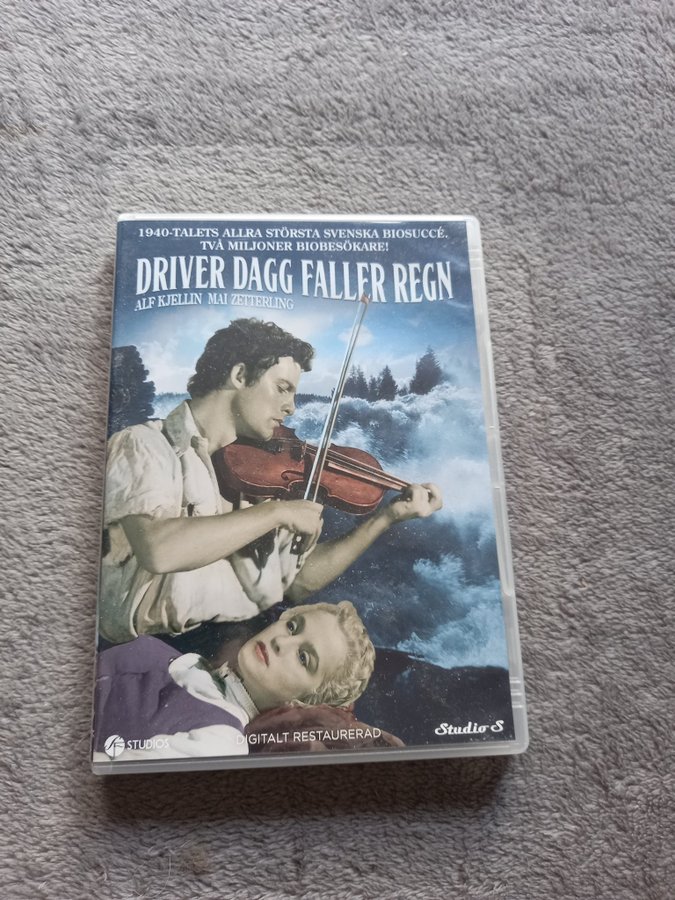 1940-TALETS ALLRA STÖRSTA SVENSKA BIOSUCCÉ.
TVÅ MILJONER BIOBESÖKARE!
DRIVER DAGG FALLER REGN
ALF KJELLIN MAI ZETTERLING
SF STUDIOS
DIGITALT RESTAURERAD
Studio S